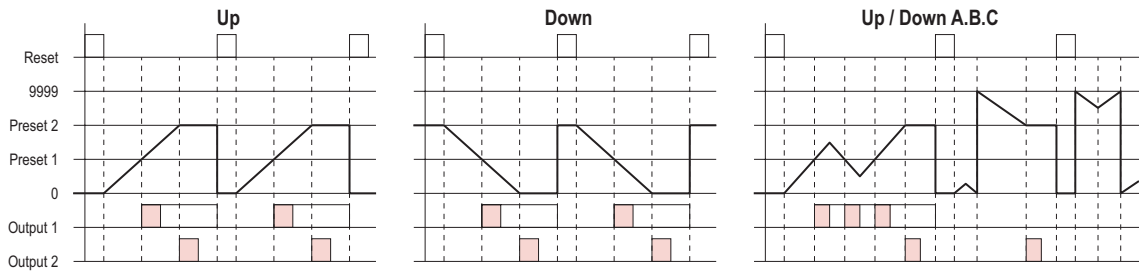 Up
Down
Up / Down A.B.C
Reset
9999
Preset 2
Preset 1
0
Output 1
Output 2